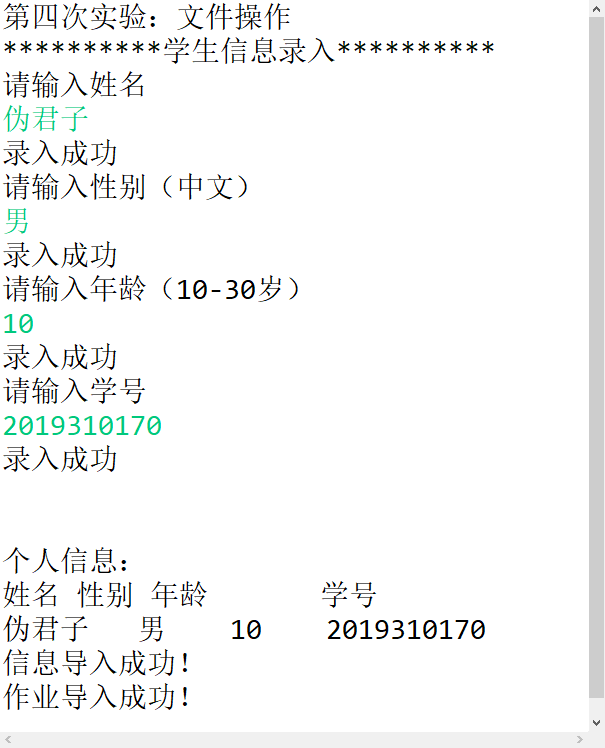 第四次实验：文件操作
**********学生信息录入**********
请输入姓名
伪君子
录入成功
请输入性别（中文）
男
录入成功
请输入年龄（10-30岁）
10
录入成功
请输入学号
2019310170
录入成功
个人信息：
姓名 性别 年龄 学号
伪君子 男 10 2019310170
信息导入成功！
作业导入成功！